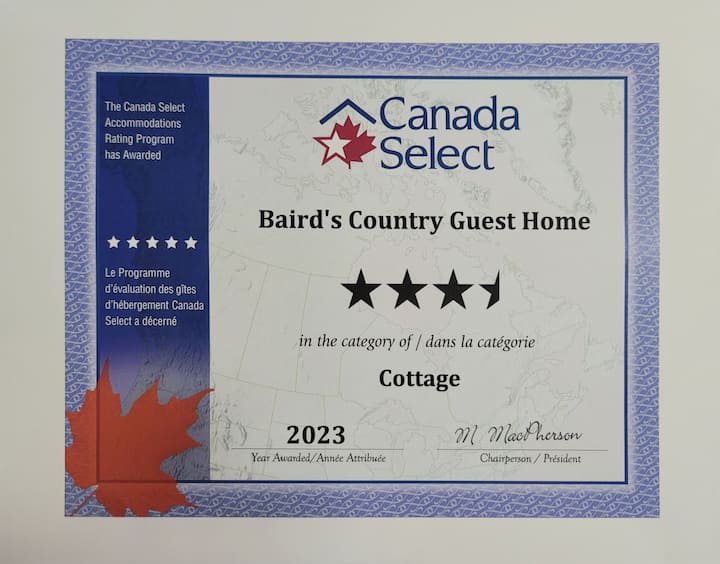 The Canada Select
Accommodations
Rating Program
has Awarded
Le Programme
d'évaluation des gîtes
d'hébergement Canada
Select a décerné
Canada
Select
Baird's Country Guest Home
in the category of / dans la catégorie
Cottage
2023
Year Awarded/Année Attribuée
M MacPherson
Chairperson / Président